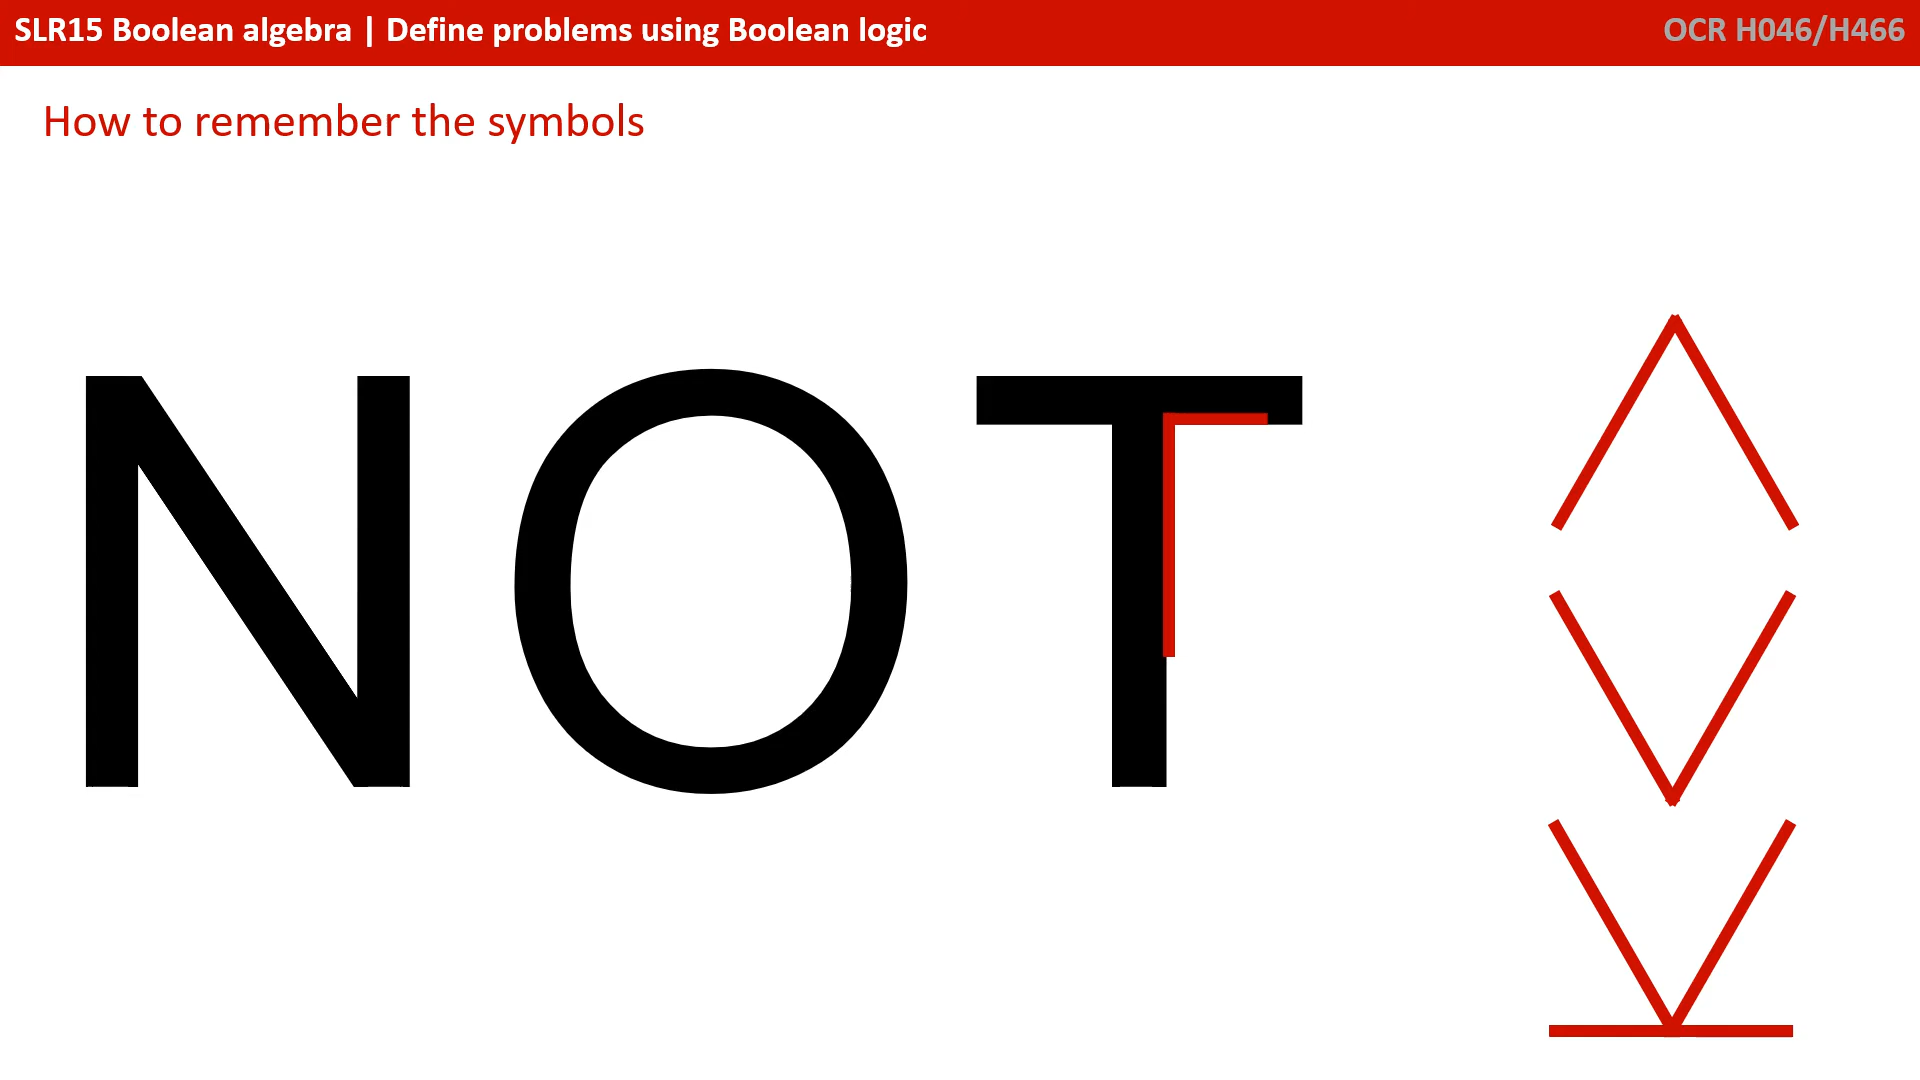 SLR15 Boolean algebra | Define problems using Boolean logic
OCR H046/H466
How to remember the symbols
NOT
∧
∨
⊻